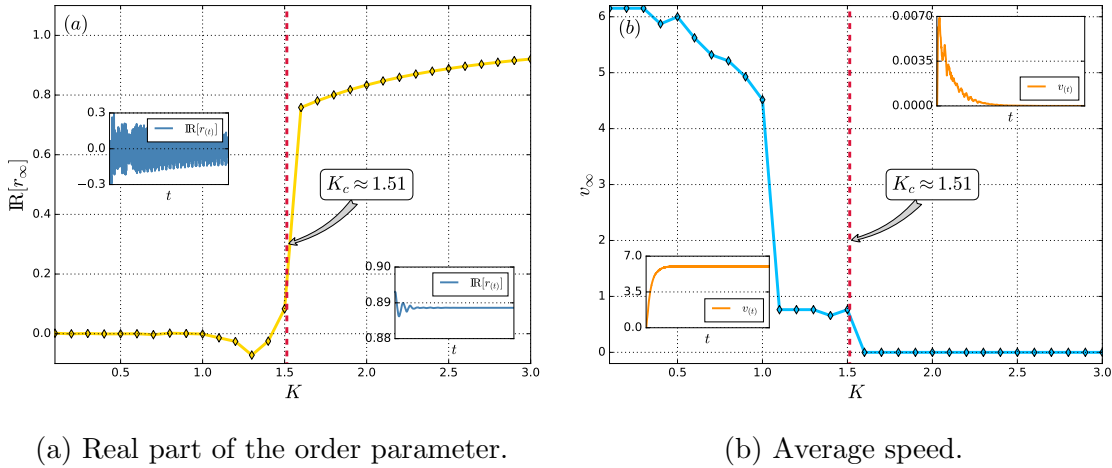 (a)
1.0
0.8
0.6
0.4
0.2
0.0
IR[r∞]
0.3
0.0
−0.3
IR[r(t)]
t
K_c ≈ 1.51
0.90
0.89
0.88
IR[r(t)]
t
0.5 1.0 1.5 2.0 2.5 3.0
K
(a) Real part of the order parameter.
(b)
6
5
4
3
2
1
0
v∞
0.0070
0.0035
0.0000
v(t)
t
K_c ≈ 1.51
7.0
3.5
0.0
v(t)
t
0.5 1.0 1.5 2.0 2.5 3.0
K
(b) Average speed.